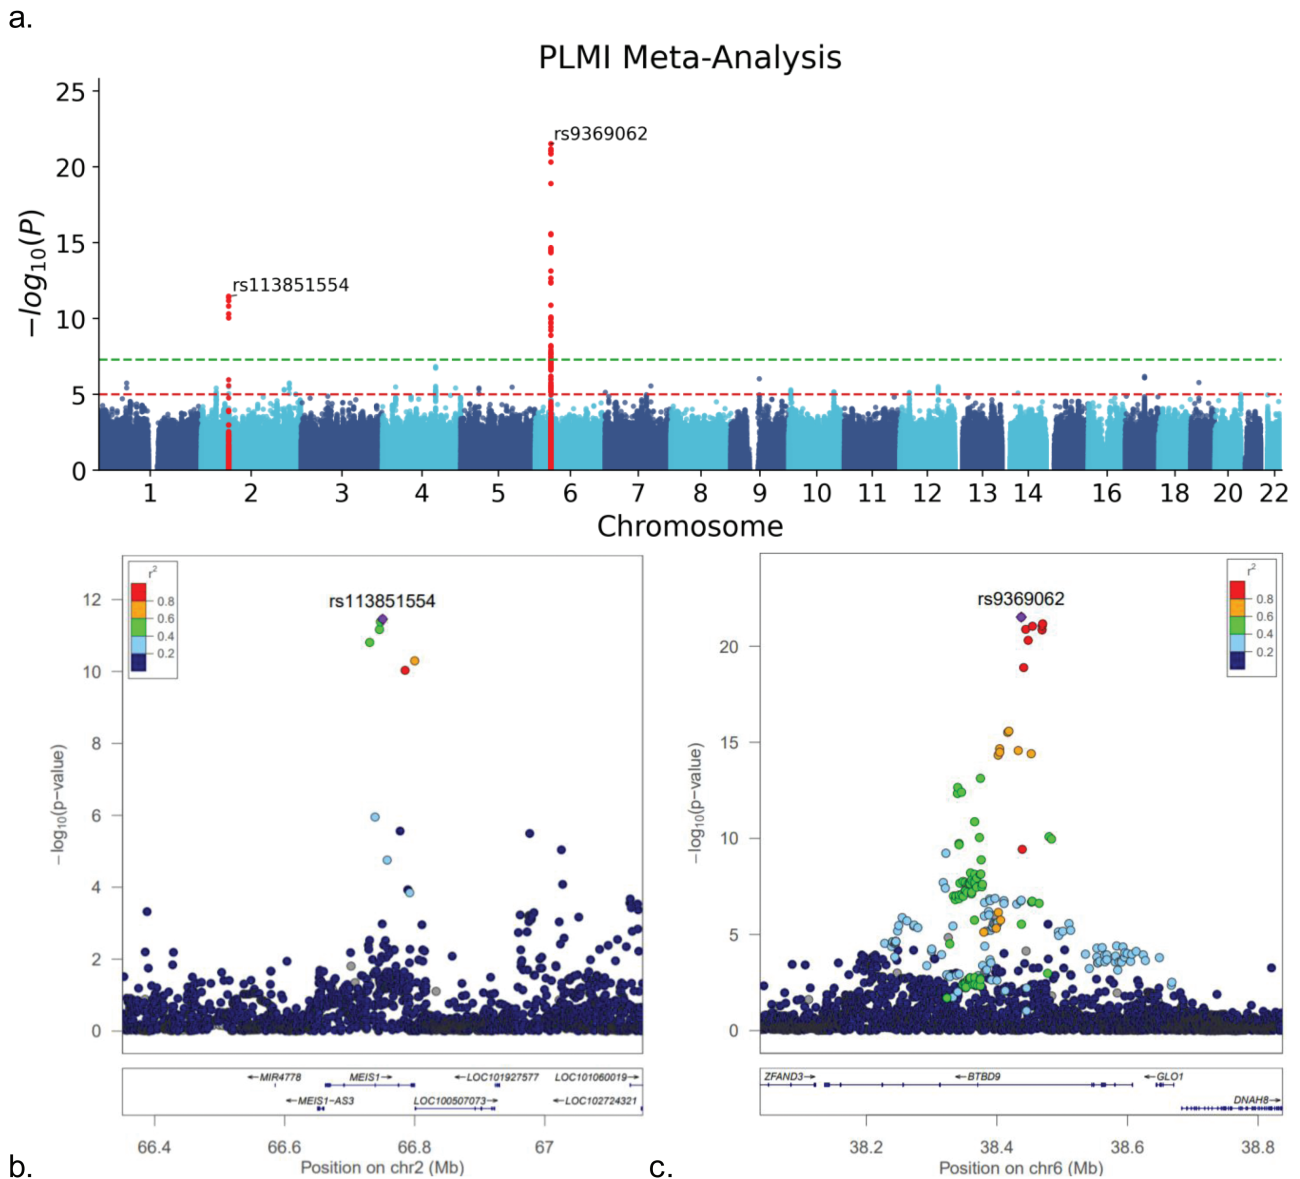 a.
PLMI Meta-Analysis
25
20
15
10
5
0
−log10(P)
rs113851554
rs9369062
1 2 3 4 5 6 7 8 9 10 11 12 13 14 16 18 20 22
Chromosome
r2
0.8
0.6
0.4
0.2
rs113851554
12
10
8
6
4
2
0
−log10(p−value)
←MIR4778
MEIS1→
←LOC101927577
LOC101060019→
←MEIS1−AS3
LOC100507073→
←LOC102724321
66.4 66.6 66.8 67
Position on chr2 (Mb)
b.
r2
0.8
0.6
0.4
0.2
rs9369062
20
15
10
5
0
−log10(p−value)
ZFAND3→
←BTBD9
←GLO1
DNAH8→
38.2 38.4 38.6 38.8
Position on chr6 (Mb)
c.